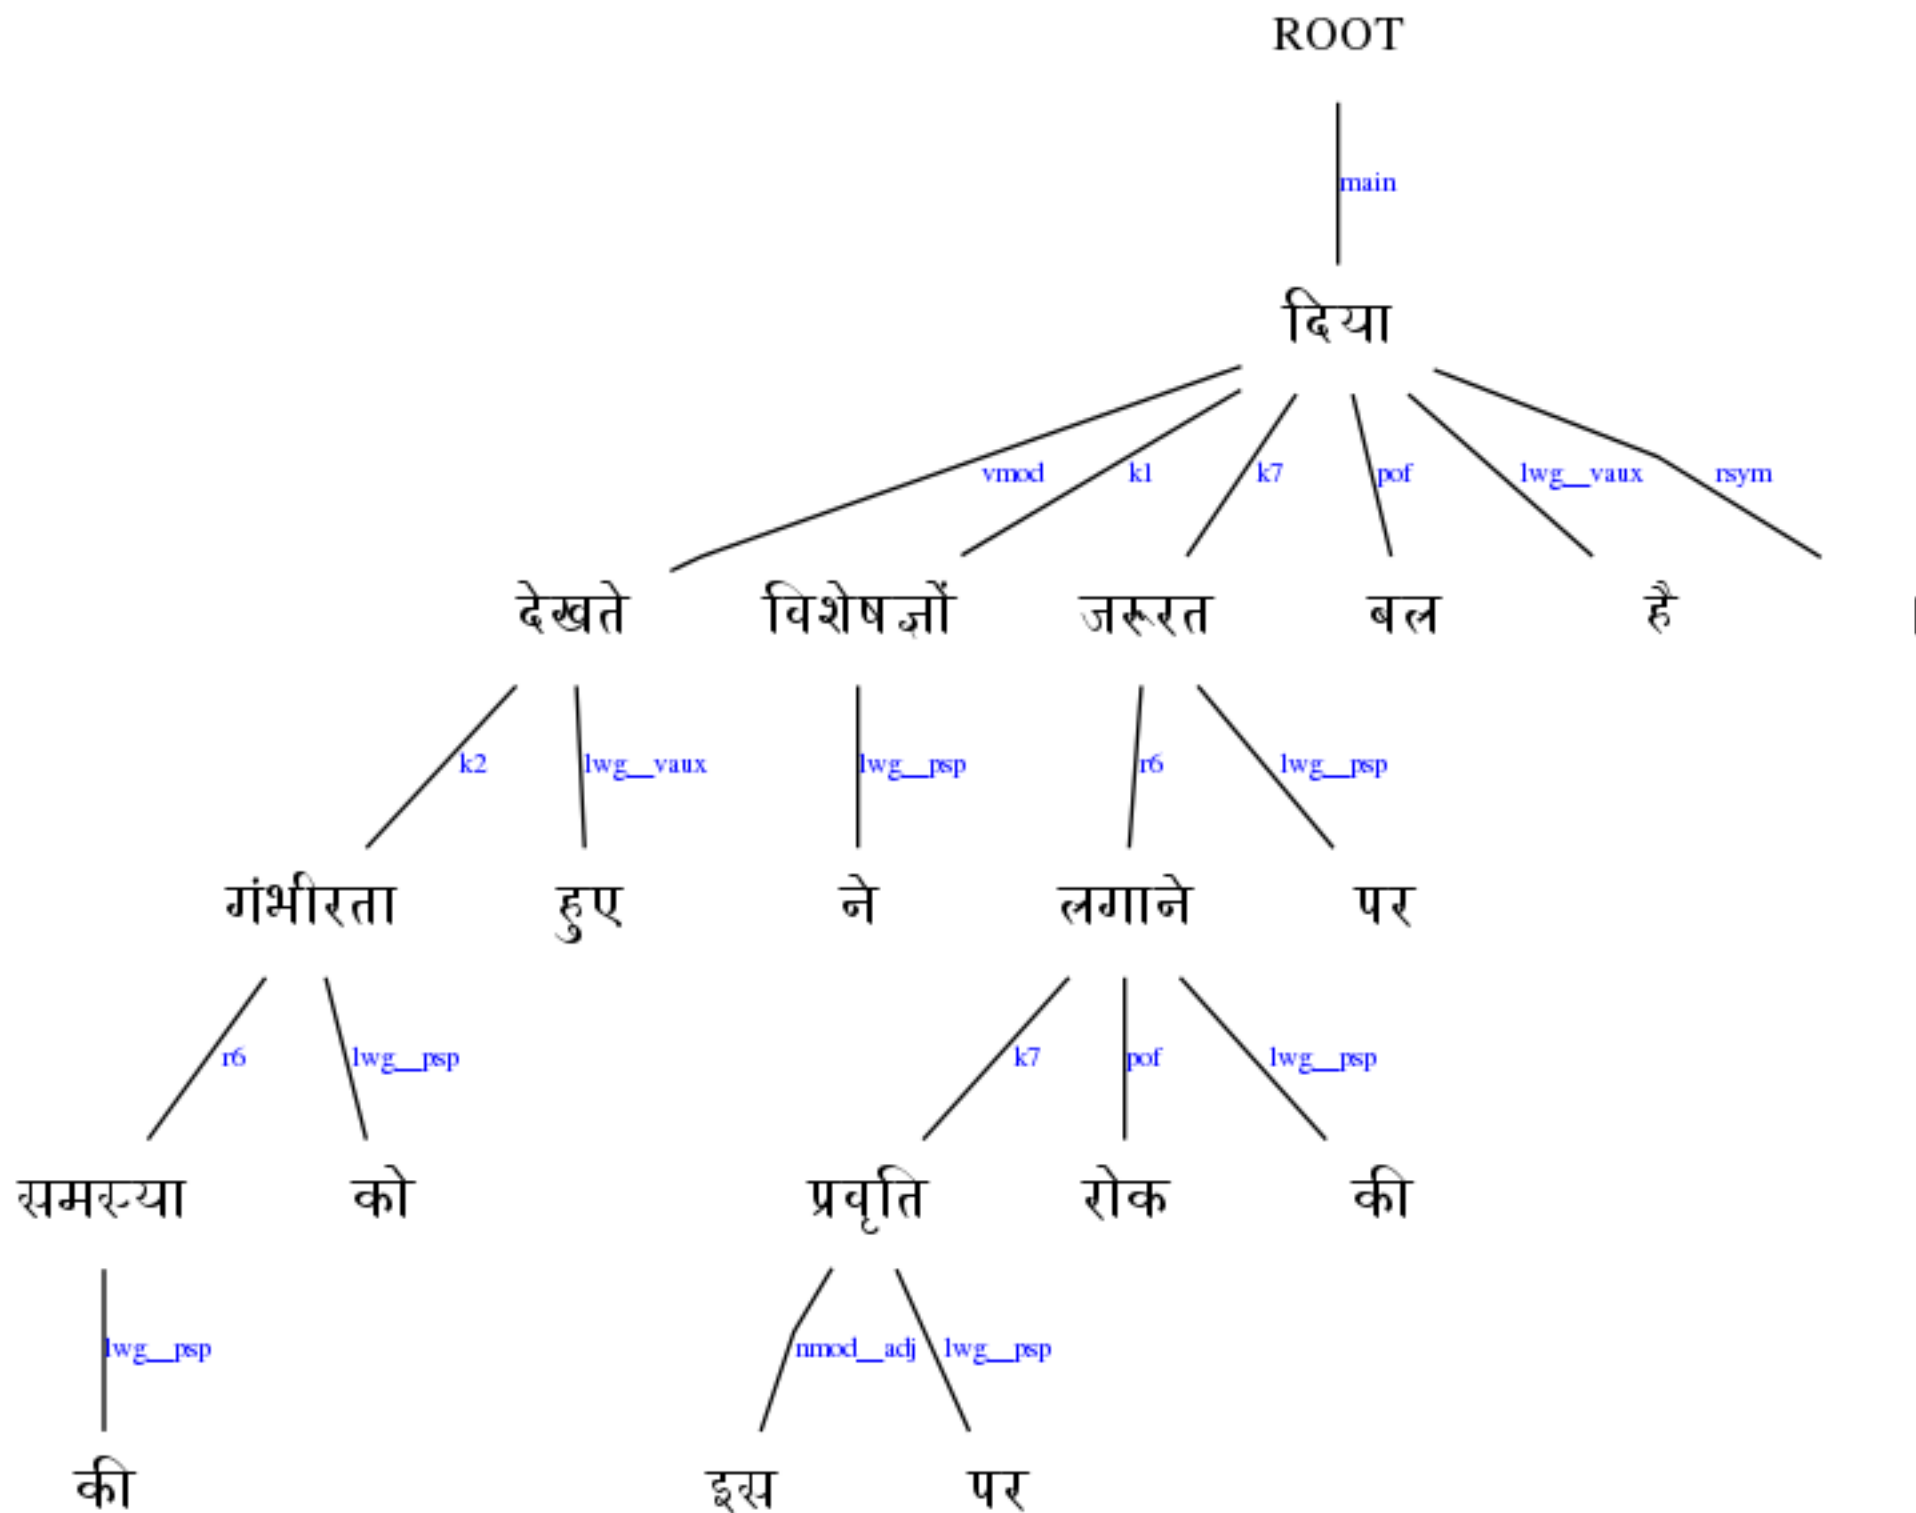 ROOT
main
दिया
vmod k1 k7 pof lwg__vaux rsym
देखते विशेषज्ञों जरूरत बल है ।
k2 lwg__vaux lwg__psp r6 lwg__psp
गंभीरता हुए ने लगाने पर
r6 lwg__psp k7 pof lwg__psp
समस्या को प्रवृति रोक की
lwg__psp nmod__adj lwg__psp
की इस पर